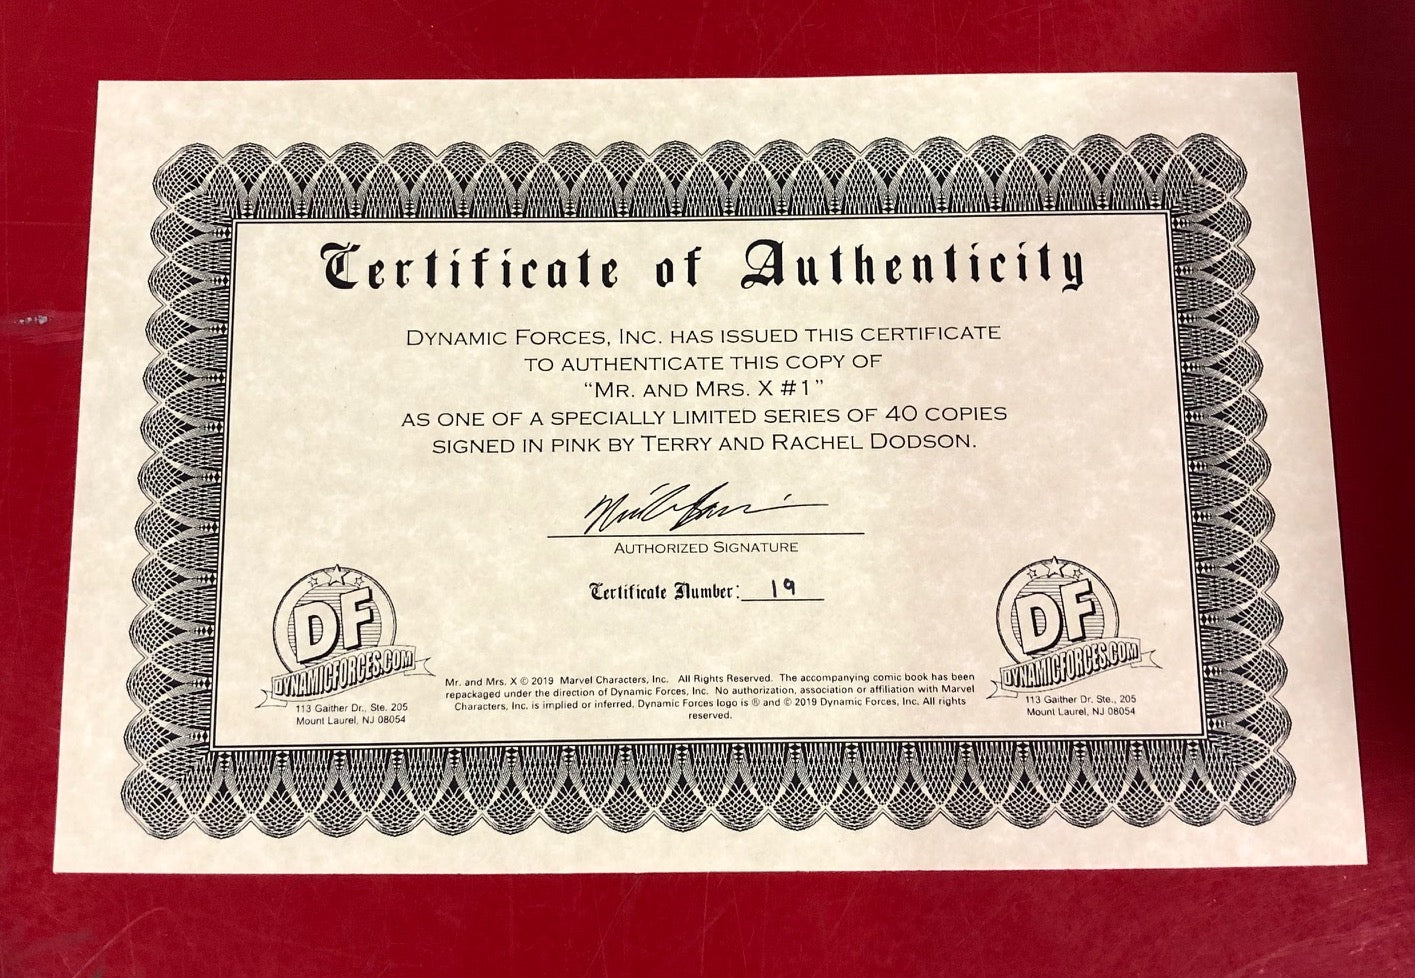 Certificate of Authenticity
DYNAMIC FORCES, INC. HAS ISSUED THIS CERTIFICATE
TO AUTHENTICATE THIS COPY OF
“MR. AND MRS. X #1”
AS ONE OF A SPECIALLY LIMITED SERIES OF 40 COPIES
SIGNED IN PINK BY TERRY AND RACHEL DODSON.
AUTHORIZED SIGNATURE
Certificate Number: 19
DF
DYNAMICFORCES.COM
113 Gaither Dr., Ste. 205
Mount Laurel, NJ 08054
Mr. and Mrs. X © 2019 Marvel Characters, Inc. All Rights Reserved. The accompanying comic book has been
repackaged under the direction of Dynamic Forces, Inc. No authorization, association or affiliation with Marvel
Characters, Inc. is implied or inferred. Dynamic Forces logo is ® and © 2019 Dynamic Forces, Inc. All rights
reserved.
DF
DYNAMICFORCES.COM
113 Gaither Dr. Ste., 205
Mount Laurel, NJ 08054